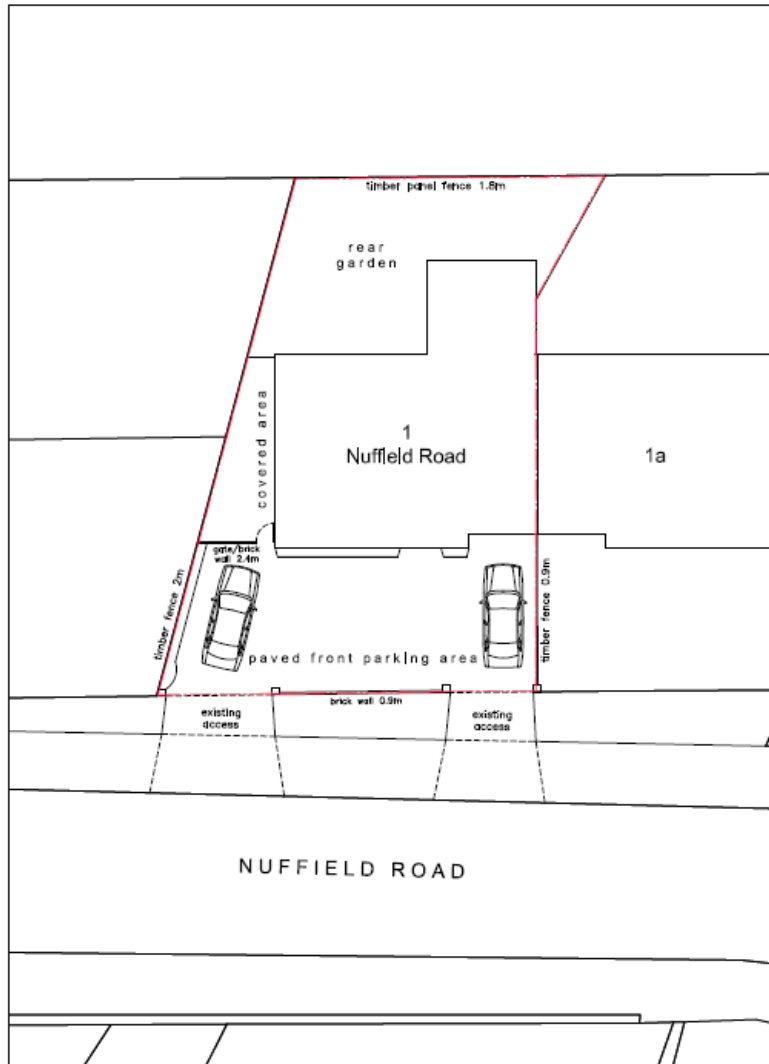 timber panel fence 1.8m
rear
garden
covered area
1
Nuffield Road
1a
gate/brick
wall 2.4m
timber fence 2m
timber fence 0.9m
paved front parking area
brick wall 0.9m
existing
access
existing
access
NUFFIELD ROAD